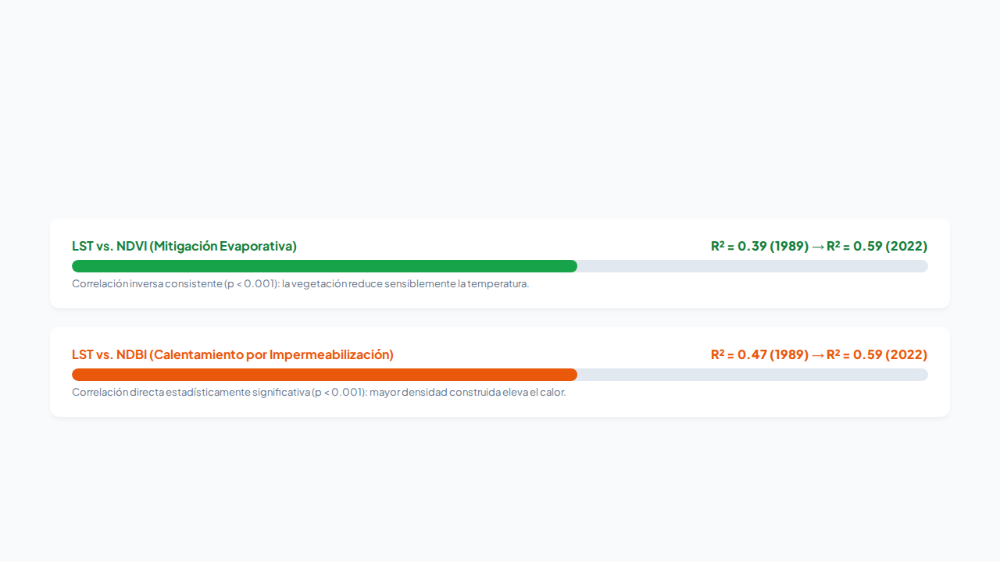 LST vs. NDVI (Mitigación Evaporativa)
R² = 0.39 (1989) → R² = 0.59 (2022)
Correlación inversa consistente (p < 0.001): la vegetación reduce sensiblemente la temperatura.
LST vs. NDBI (Calentamiento por Impermeabilización)
R² = 0.47 (1989) → R² = 0.59 (2022)
Correlación directa estadísticamente significativa (p < 0.001): mayor densidad construida eleva el calor.